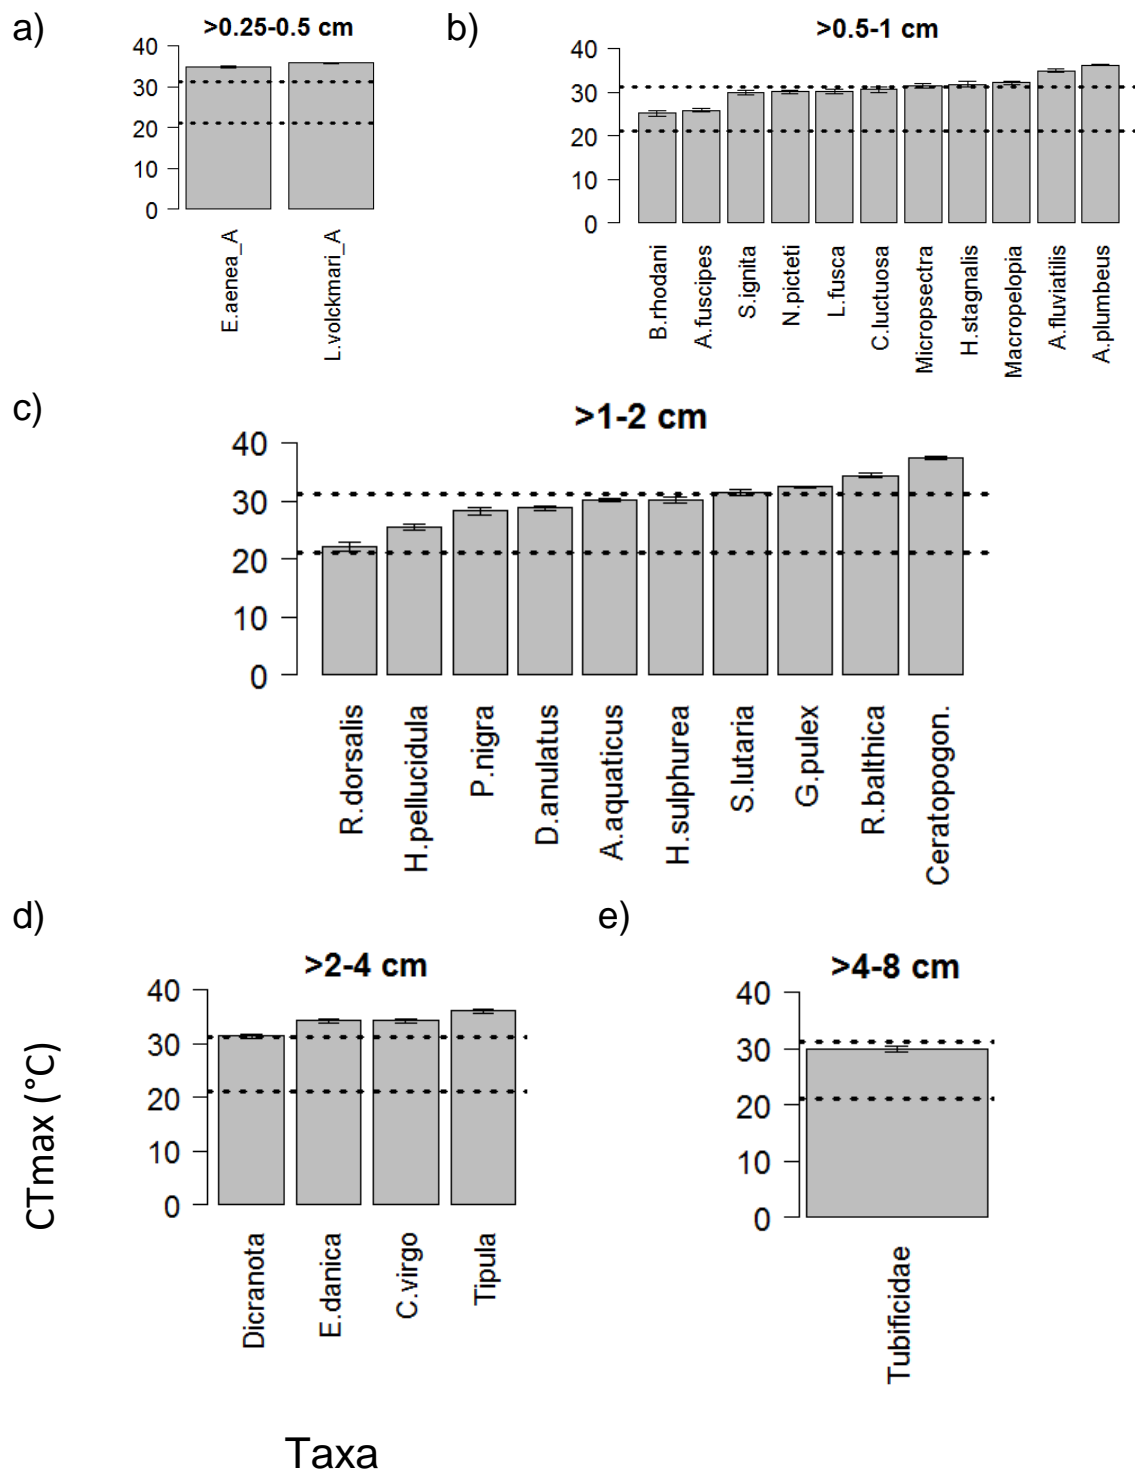 a)
>0.25-0.5 cm
40
30
20
10
0
E.aenea_A
L.volckmari_A
b)
>0.5-1 cm
40
30
20
10
0
B.rhodani
A.fuscipes
S.ignita
N.picteti
L.fusca
C.luctuosa
Micropsectra
H.stagnalis
Macropelopia
A.fluviatilis
A.plumbeus
c)
>1-2 cm
40
30
20
10
0
R.dorsalis
H.pellucidula
P.nigra
D.anulatus
A.aquaticus
H.sulphurea
S.lutaria
G.pulex
R.balthica
Ceratopogon.
d)
>2-4 cm
40
30
20
10
0
Dicranota
E.danica
C.virgo
Tipula
e)
>4-8 cm
40
30
20
10
0
Tubificidae
CTmax (°C)
Taxa